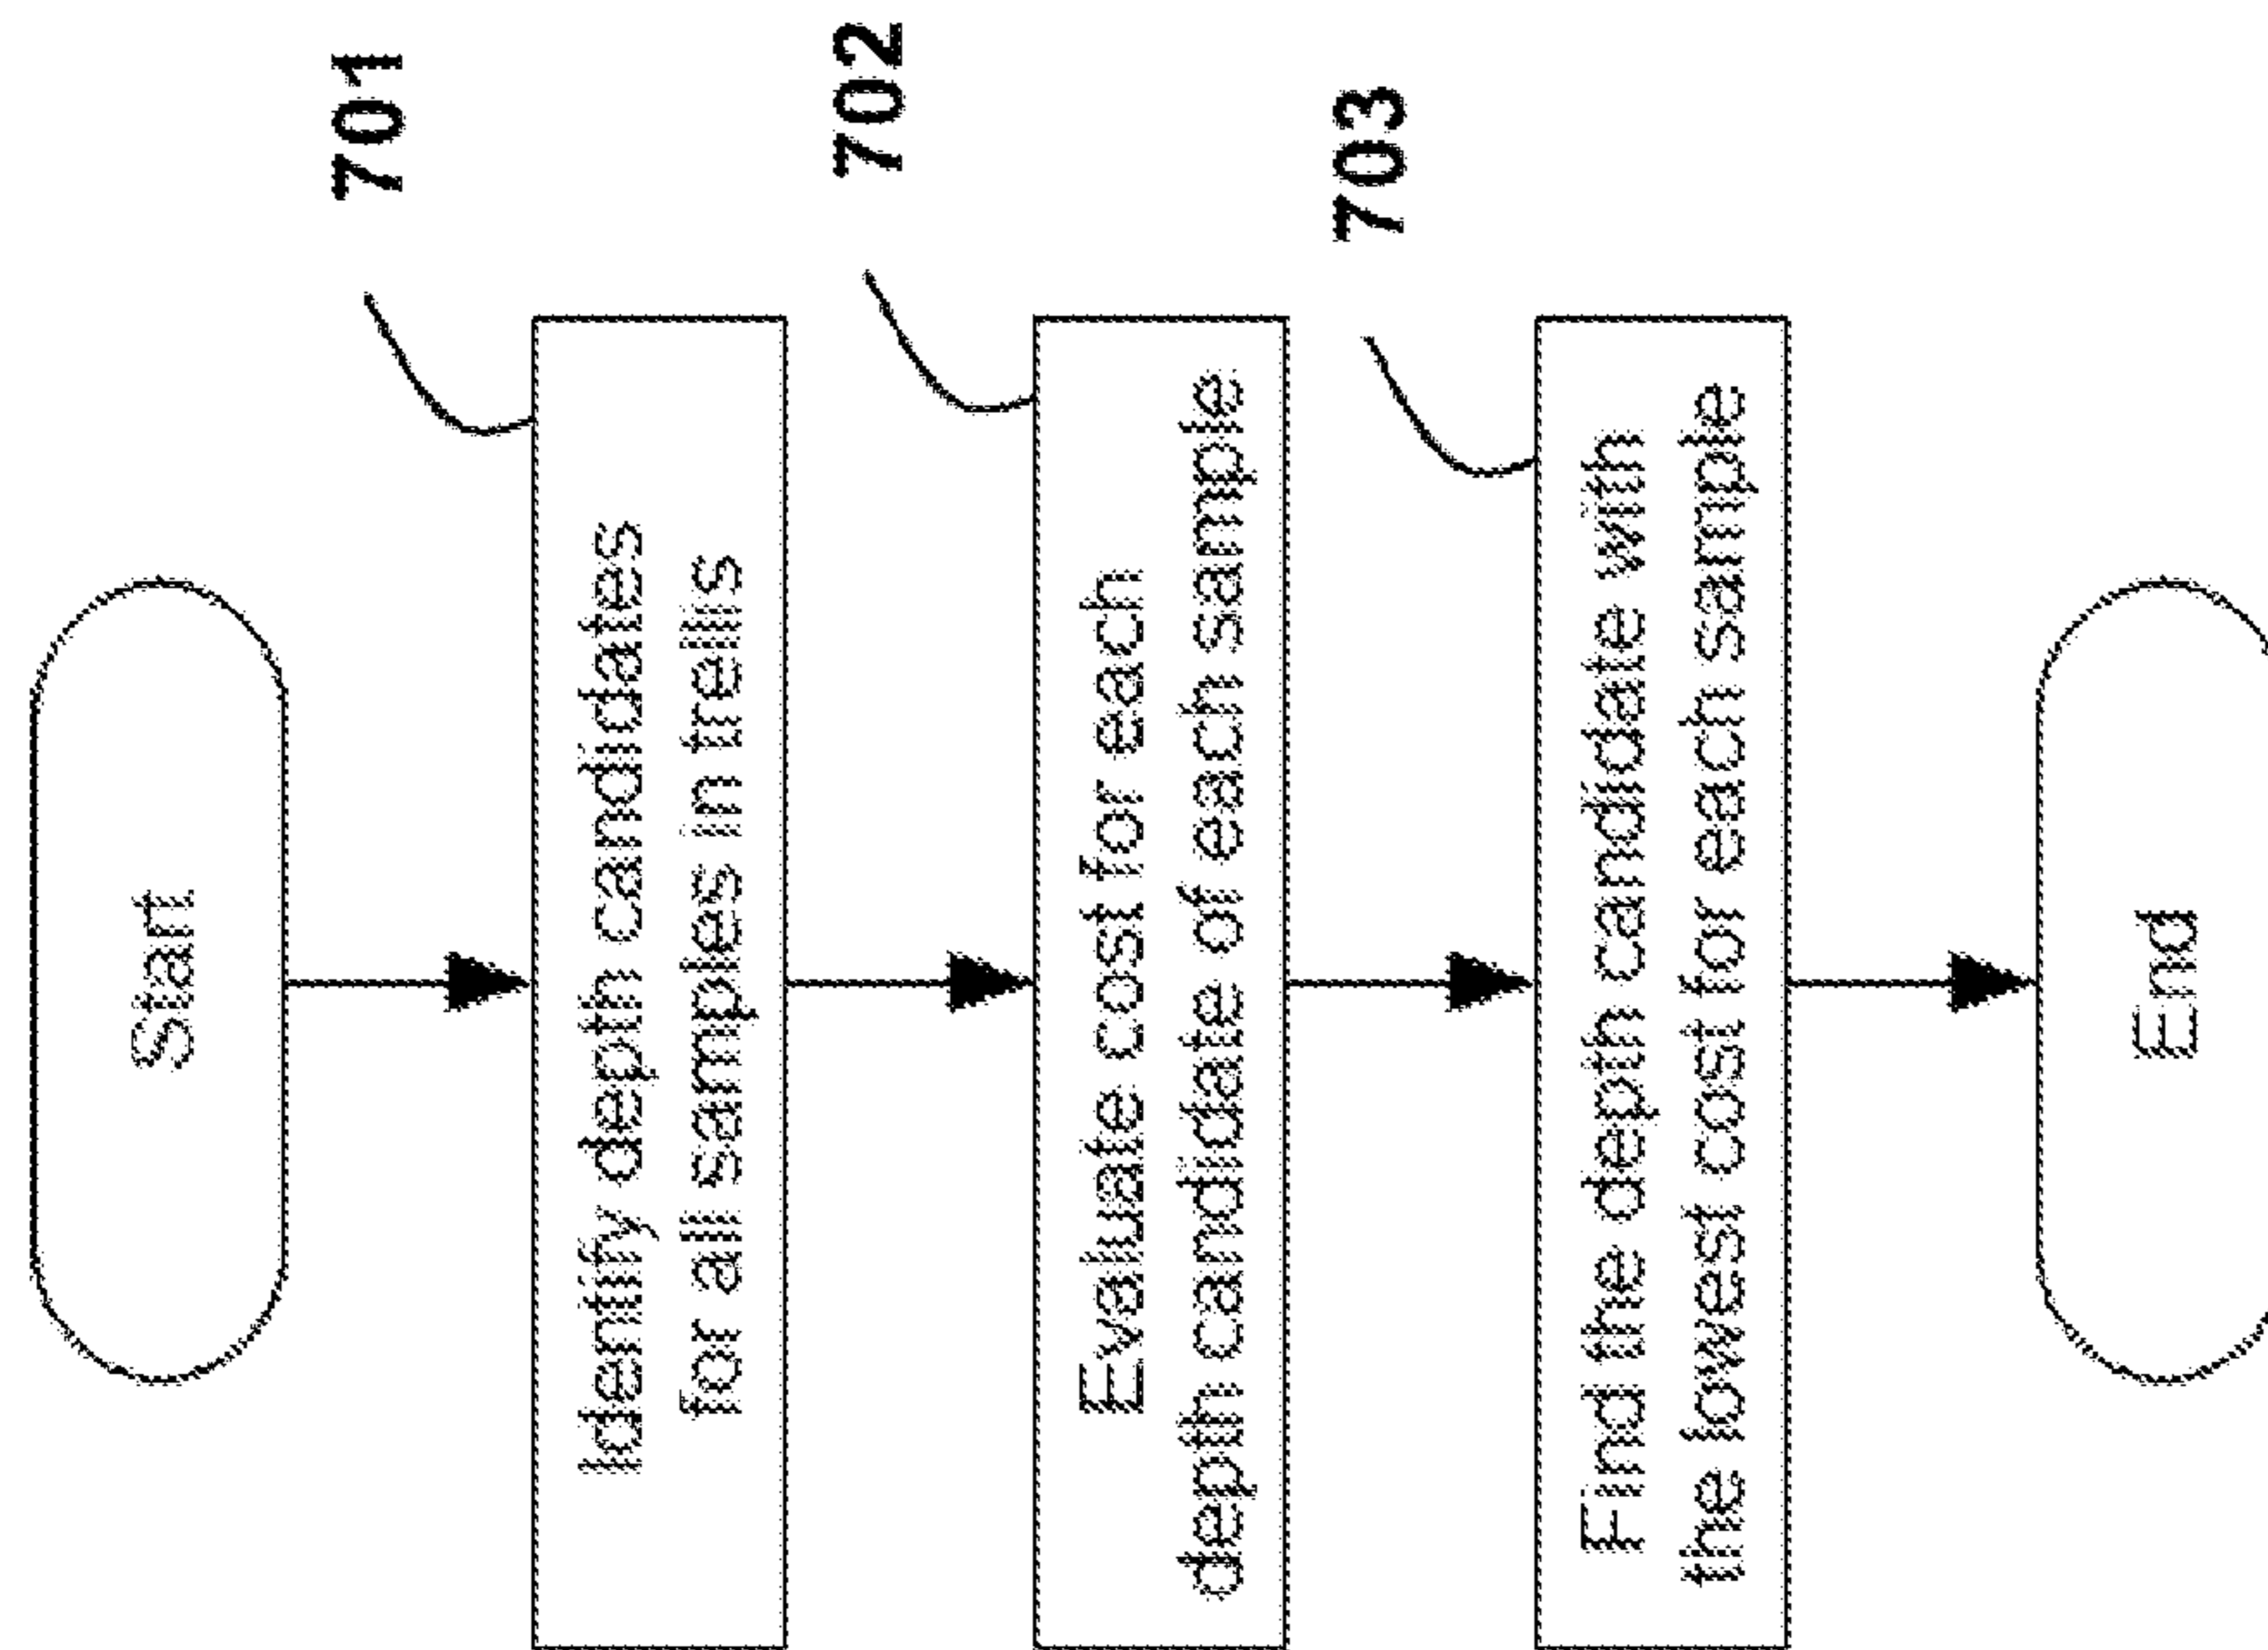 Start
701
Identify depth candidates
for all samples in trellis
702
Evaluate cost for each
depth candidate of each sample
703
Find the depth candidate with
the lowest cost for each sample
End